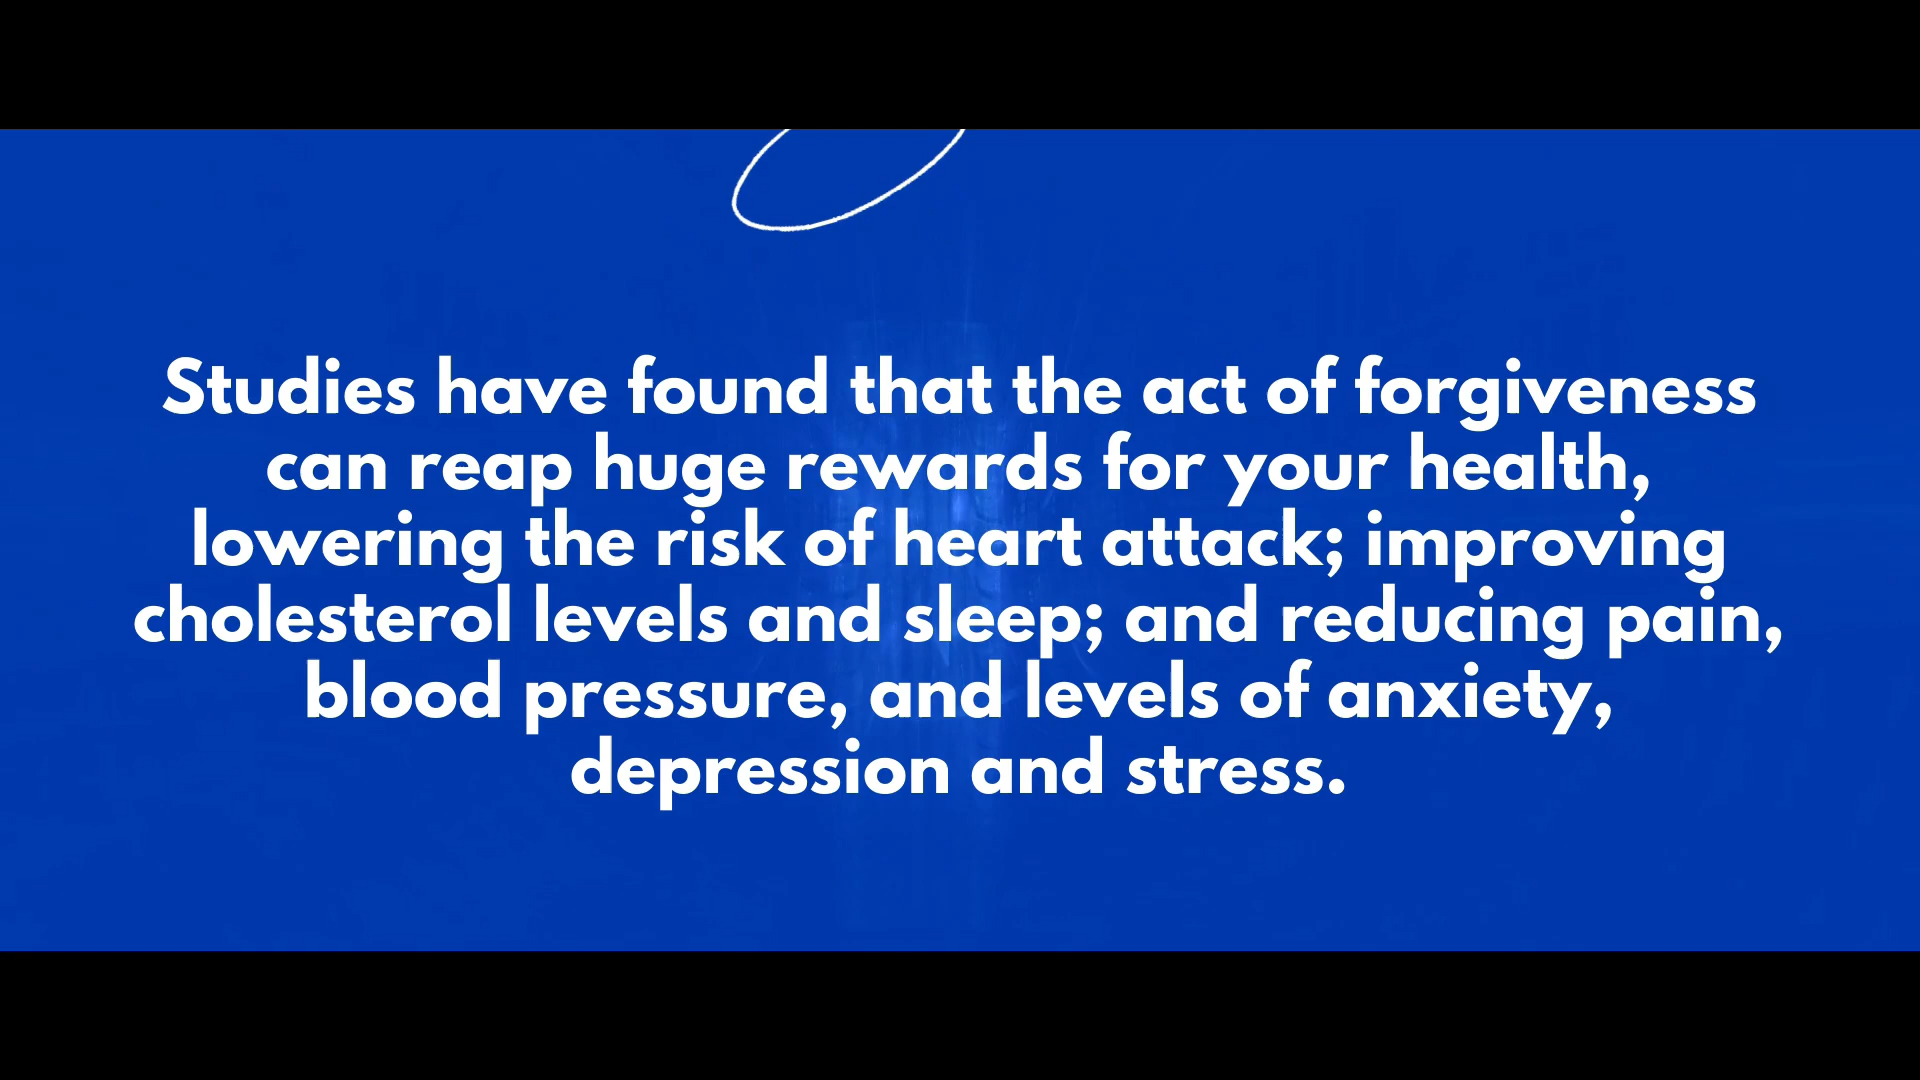 Studies have found that the act of forgiveness
can reap huge rewards for your health,
lowering the risk of heart attack; improving
cholesterol levels and sleep; and reducing pain,
blood pressure, and levels of anxiety,
depression and stress.